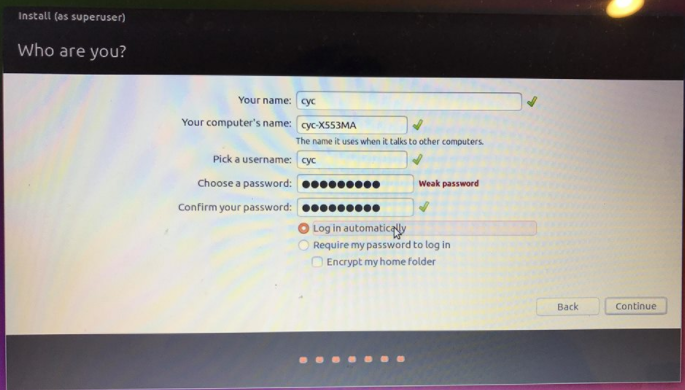 Install (as superuser)
Who are you?
Your name: cyc
Your computer's name: cyc-X553MA
The name it uses when it talks to other computers.
Pick a username: cyc
Choose a password: ●●●●●●●●● Weak password
Confirm your password: ●●●●●●●●●
Log in automatically
Require my password to log in
Encrypt my home folder
Back Continue